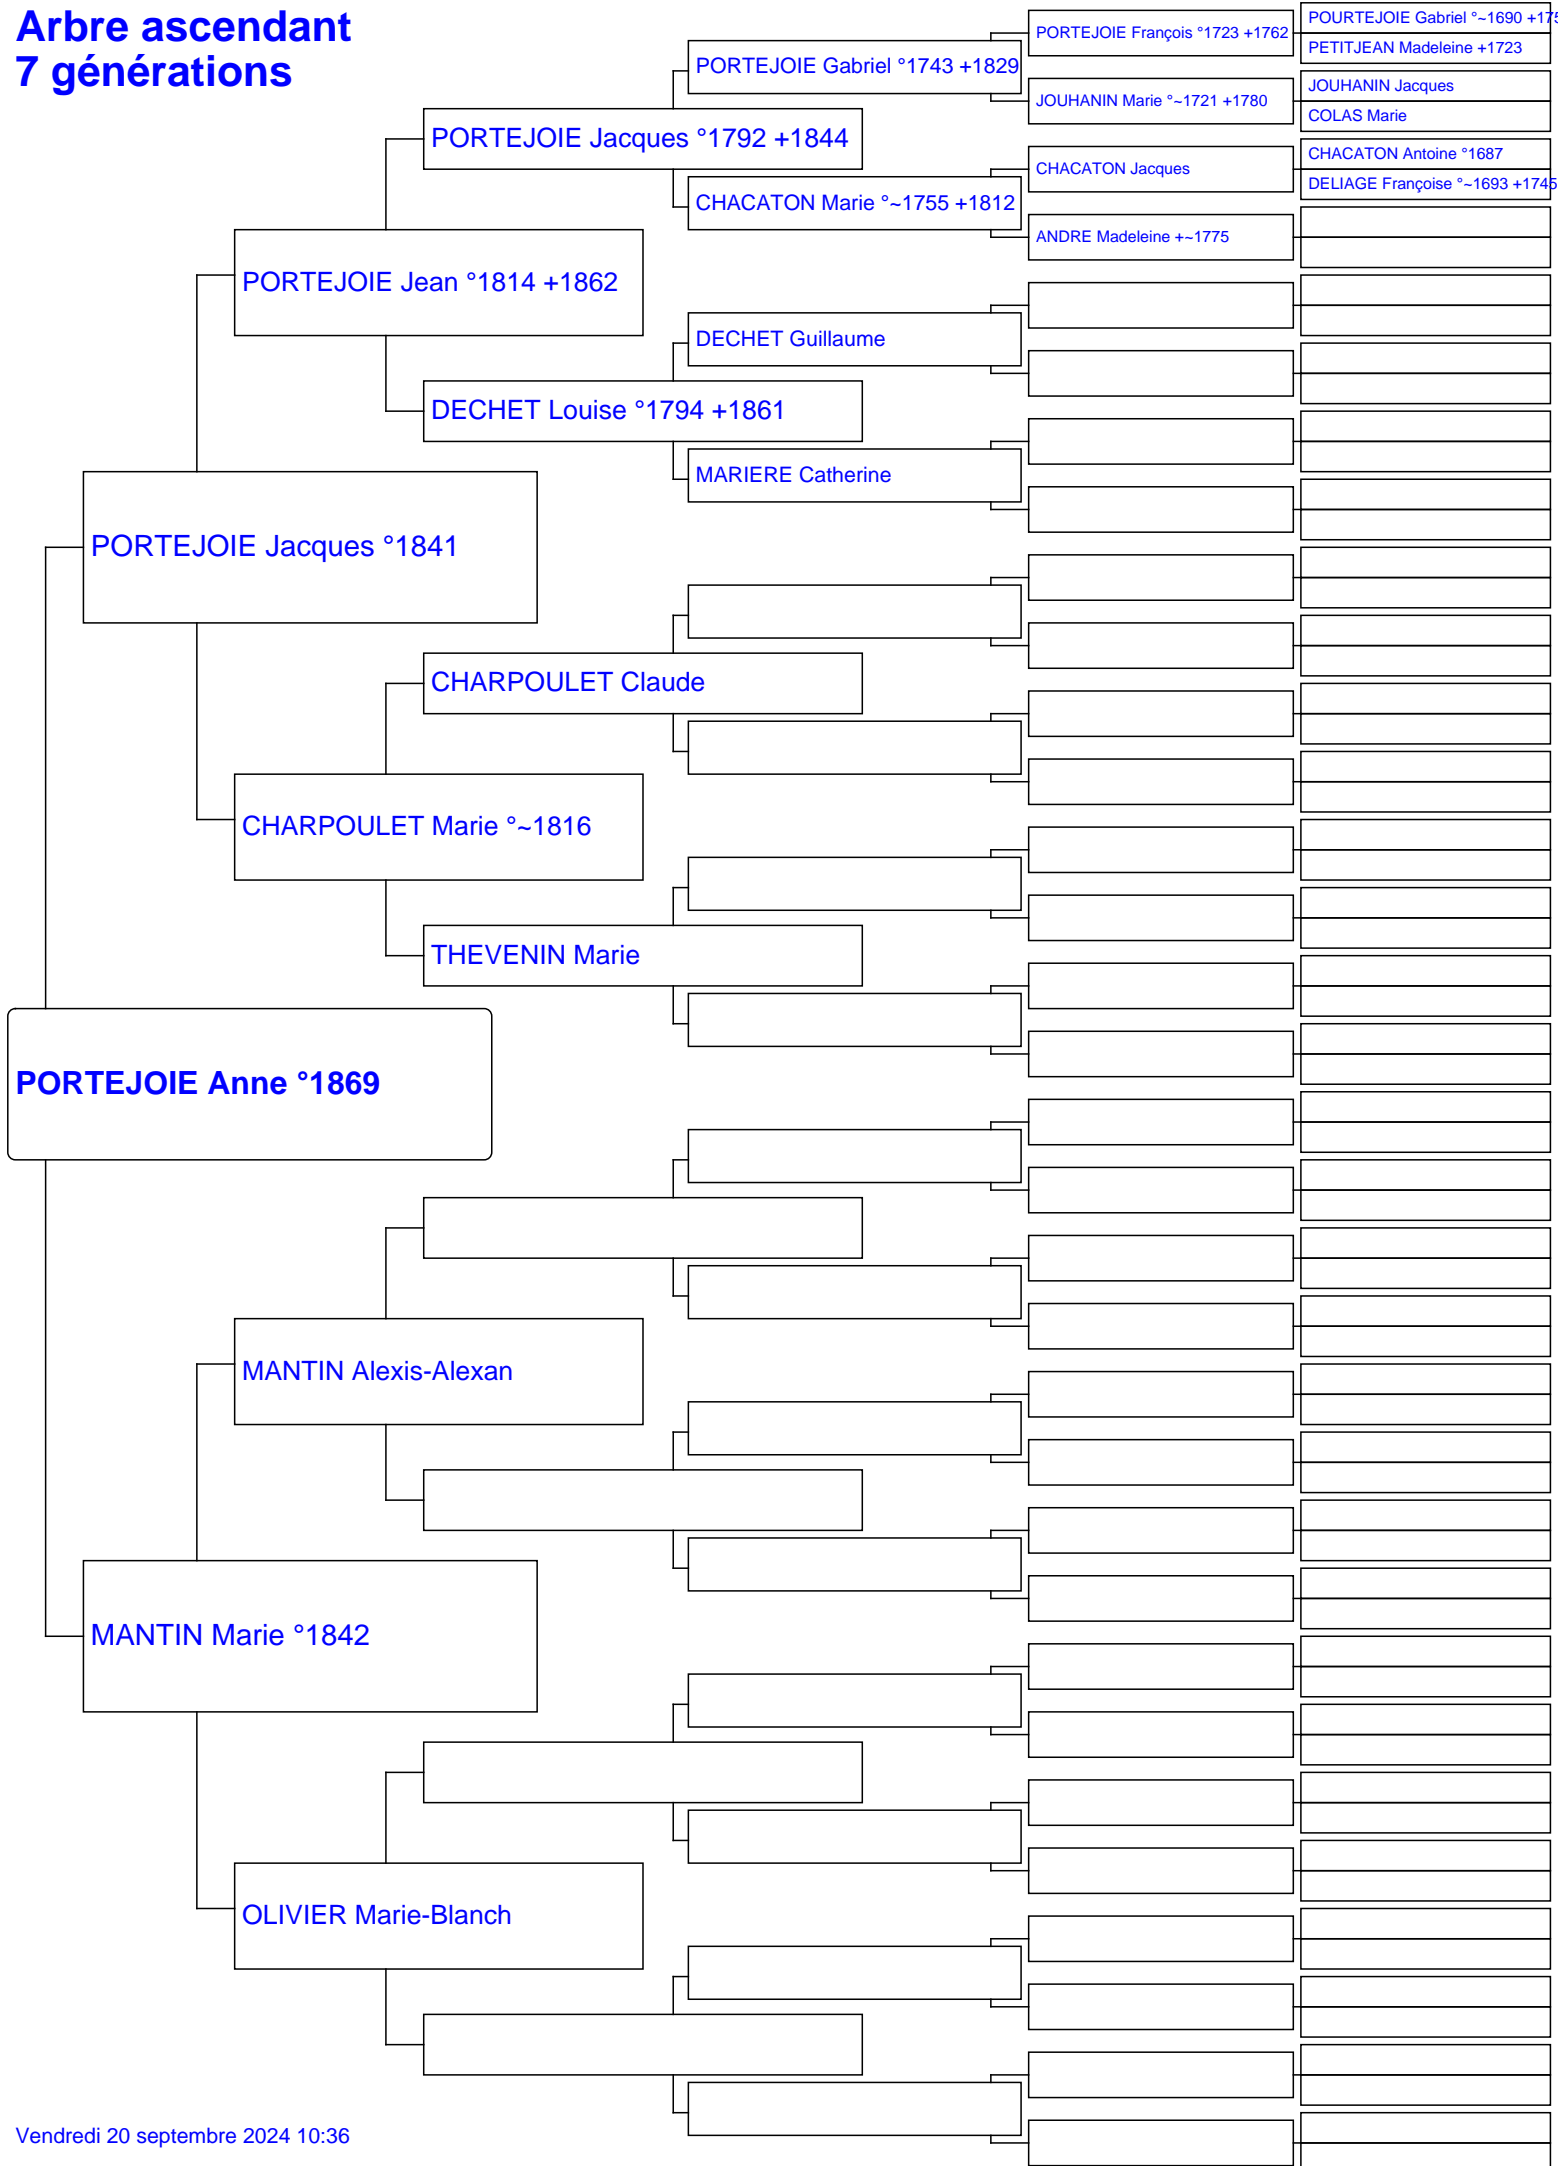 Arbre ascendant
7 générations
PORTEJOIE François °1723 +1762
POURTEJOIE Gabriel °~1690 +175
PETITJEAN Madeleine +1723
PORTEJOIE Gabriel °1743 +1829
JOUHANIN Marie °~1721 +1780
JOUHANIN Jacques
COLAS Marie
PORTEJOIE Jacques °1792 +1844
CHACATON Jacques
CHACATON Antoine °1687
DELIAGE Françoise °~1693 +1745
CHACATON Marie °~1755 +1812
ANDRE Madeleine +~1775
PORTEJOIE Jean °1814 +1862
DECHET Guillaume
DECHET Louise °1794 +1861
MARIERE Catherine
PORTEJOIE Jacques °1841
CHARPOULET Claude
CHARPOULET Marie °~1816
THEVENIN Marie
PORTEJOIE Anne °1869
MANTIN Alexis-Alexan
MANTIN Marie °1842
OLIVIER Marie-Blanch
Vendredi 20 septembre 2024 10:36